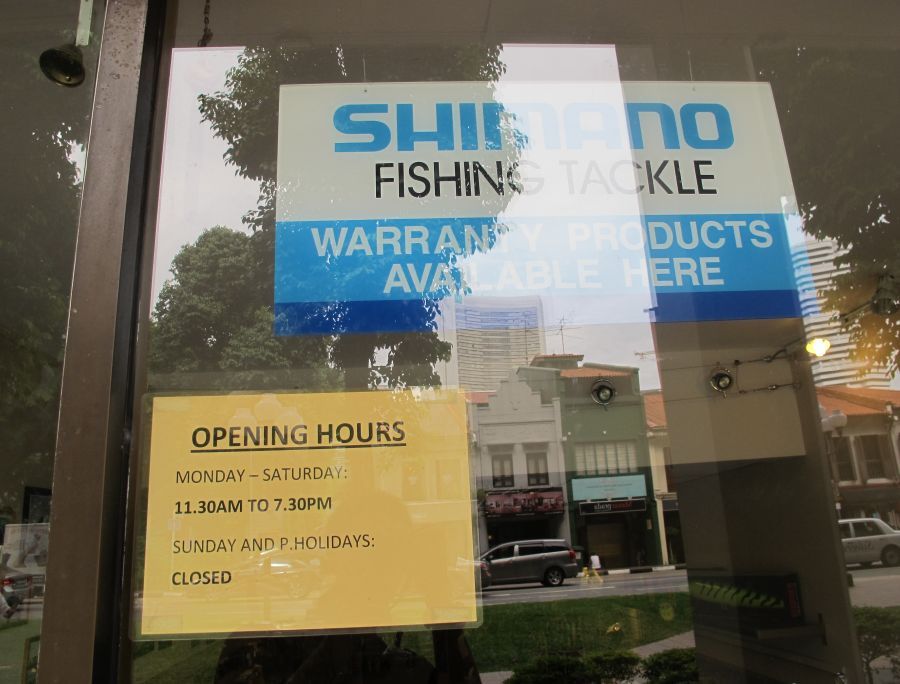 SHIMANO
FISHING TACKLE
WARRANTY PRODUCTS
AVAILABLE HERE
OPENING HOURS
MONDAY – SATURDAY:
11.30AM TO 7.30PM
SUNDAY AND P.HOLIDAYS:
CLOSED